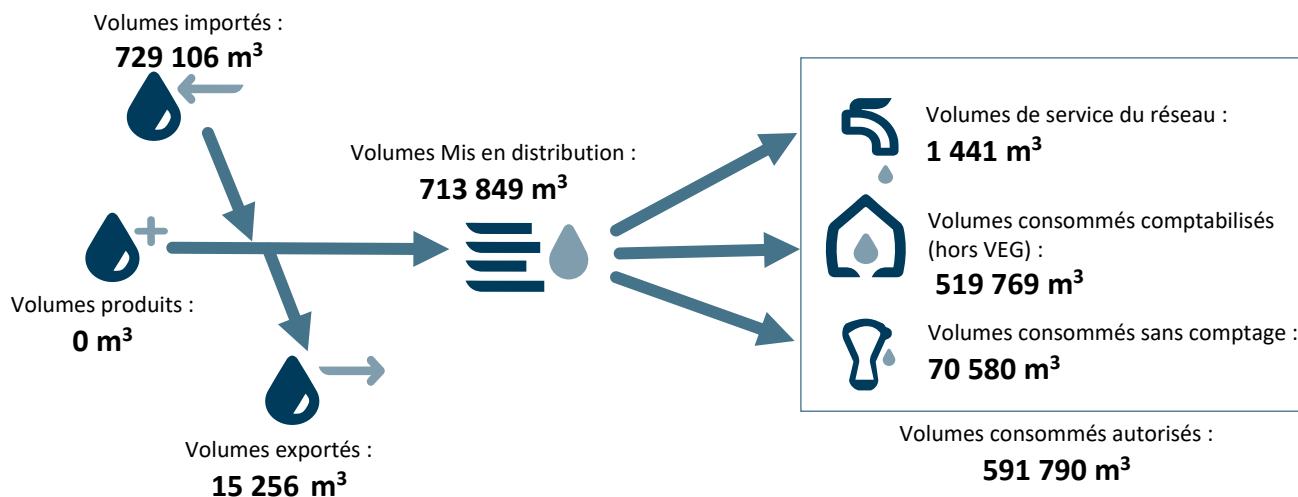 Volumes importés :
729 106 m³
Volumes Mis en distribution :
713 849 m³
Volumes produits :
0 m³
Volumes exportés :
15 256 m³
Volumes de service du réseau :
1 441 m³
Volumes consommés comptabilisés
(hors VEG) :
519 769 m³
Volumes consommés sans comptage :
70 580 m³
Volumes consommés autorisés :
591 790 m³